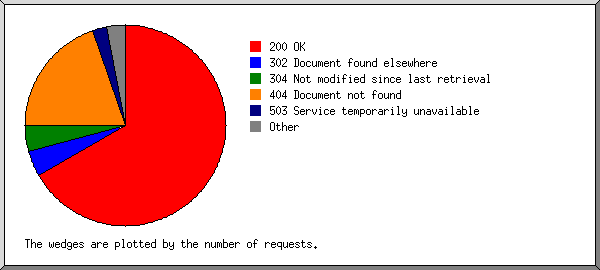 200 OK
302 Document found elsewhere
304 Not modified since last retrieval
404 Document not found
503 Service temporarily unavailable
Other
The wedges are plotted by the number of requests.